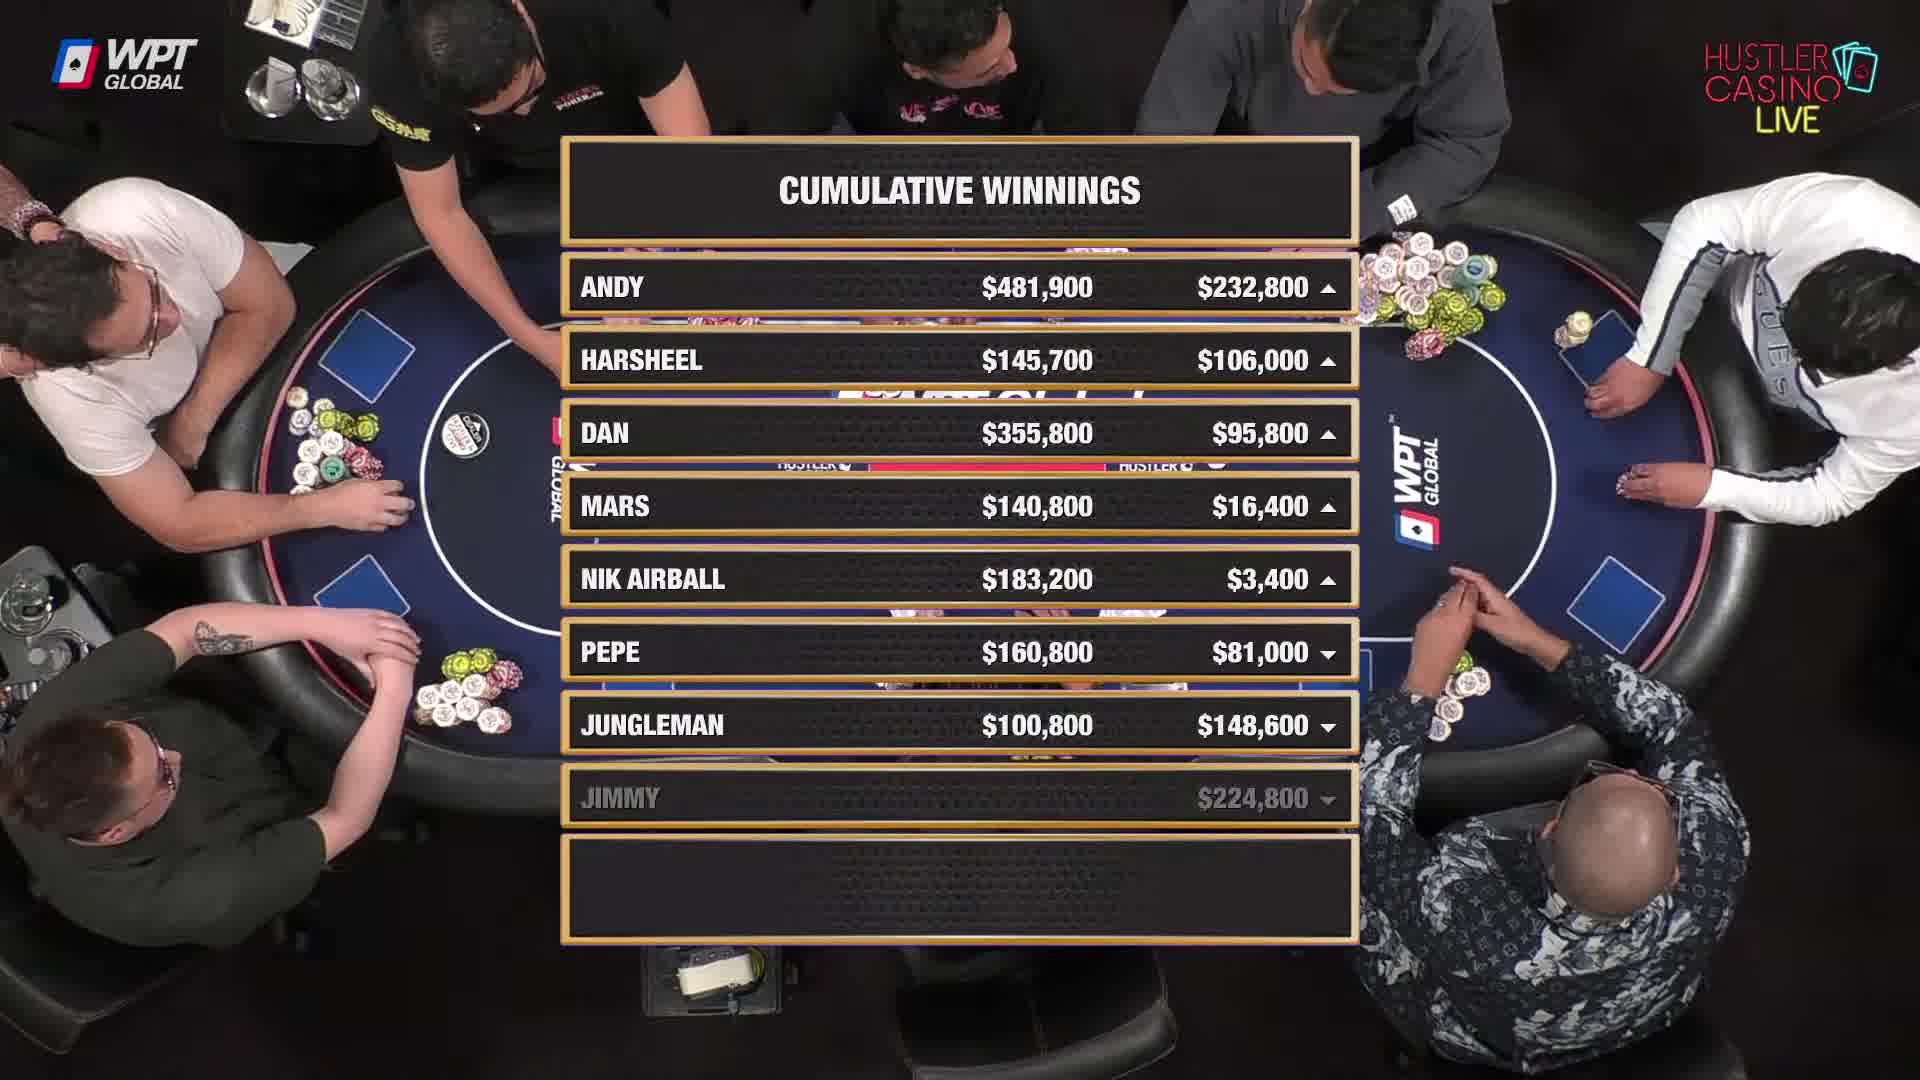 WPT
GLOBAL
HUSTLER
CASINO
LIVE
CUMULATIVE WINNINGS
ANDY $481,900 $232,800 ▲
HARSHEEL $145,700 $106,000 ▲
DAN $355,800 $95,800 ▲
MARS $140,800 $16,400 ▲
NIK AIRBALL $183,200 $3,400 ▲
PEPE $160,800 $81,000 ▼
JUNGLEMAN $100,800 $148,600 ▼
JIMMY $224,800 ▼
HUSTLER
HUSTLER
WPT
GLOBAL